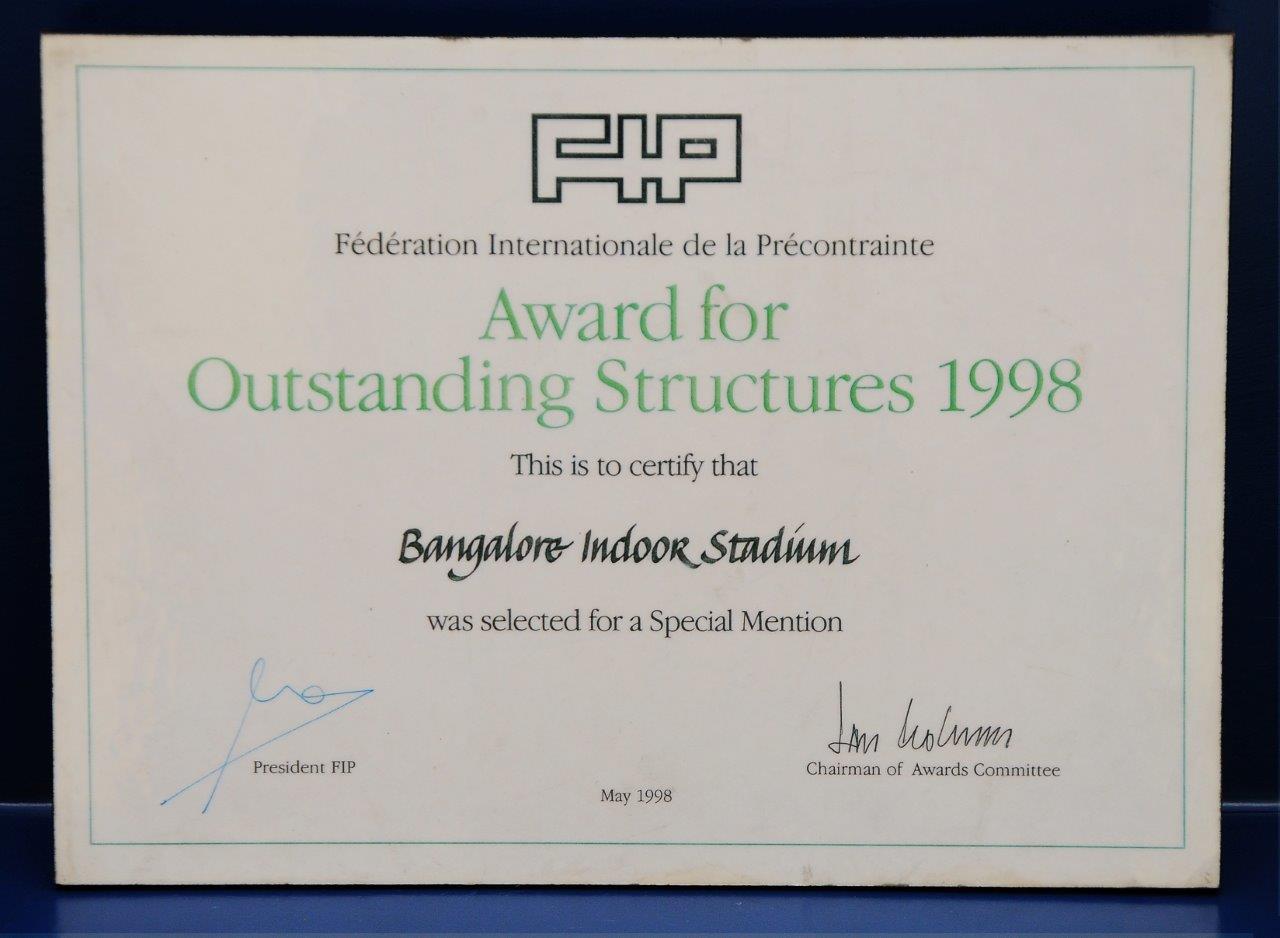 FIP
Fédération Internationale de la Précontrainte
Award for
Outstanding Structures 1998
This is to certify that
Bangalore Indoor Stadium
was selected for a Special Mention
President FIP
Chairman of Awards Committee
May 1998